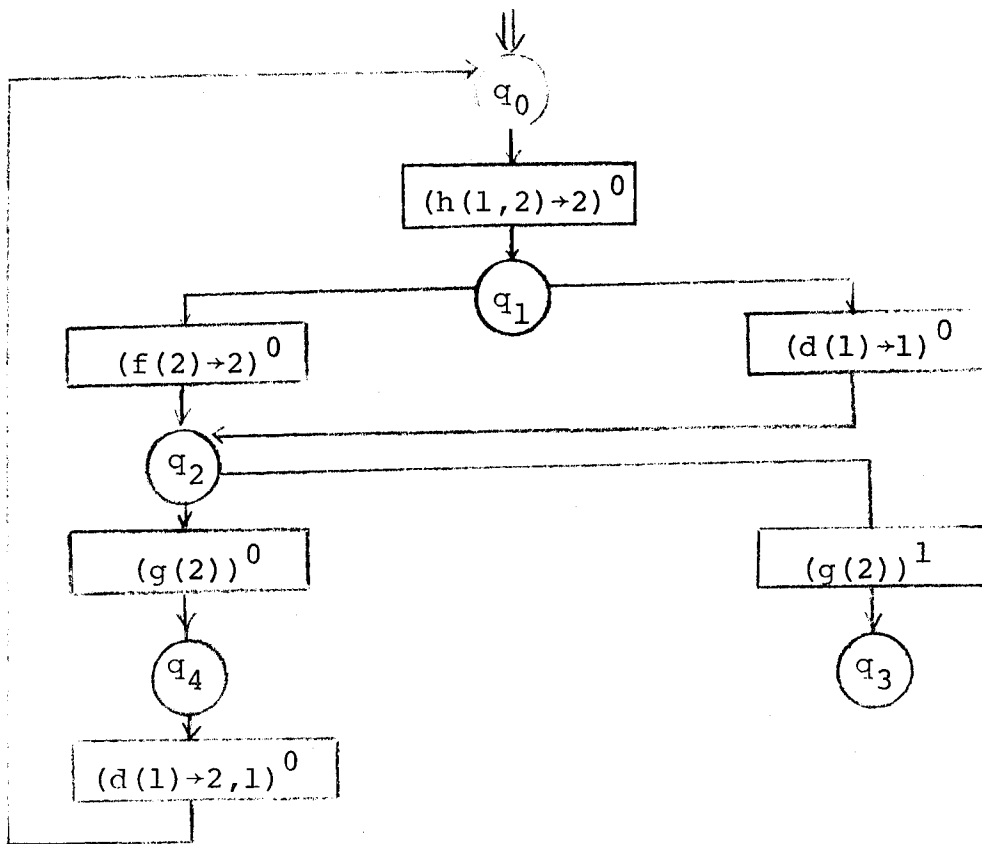 q₀
(h(1,2)→2)⁰
q₁
(f(2)→2)⁰
(d(1)→1)⁰
q₂
(g(2))⁰
(g(2))¹
q₄
q₃
(d(1)→2,1)⁰